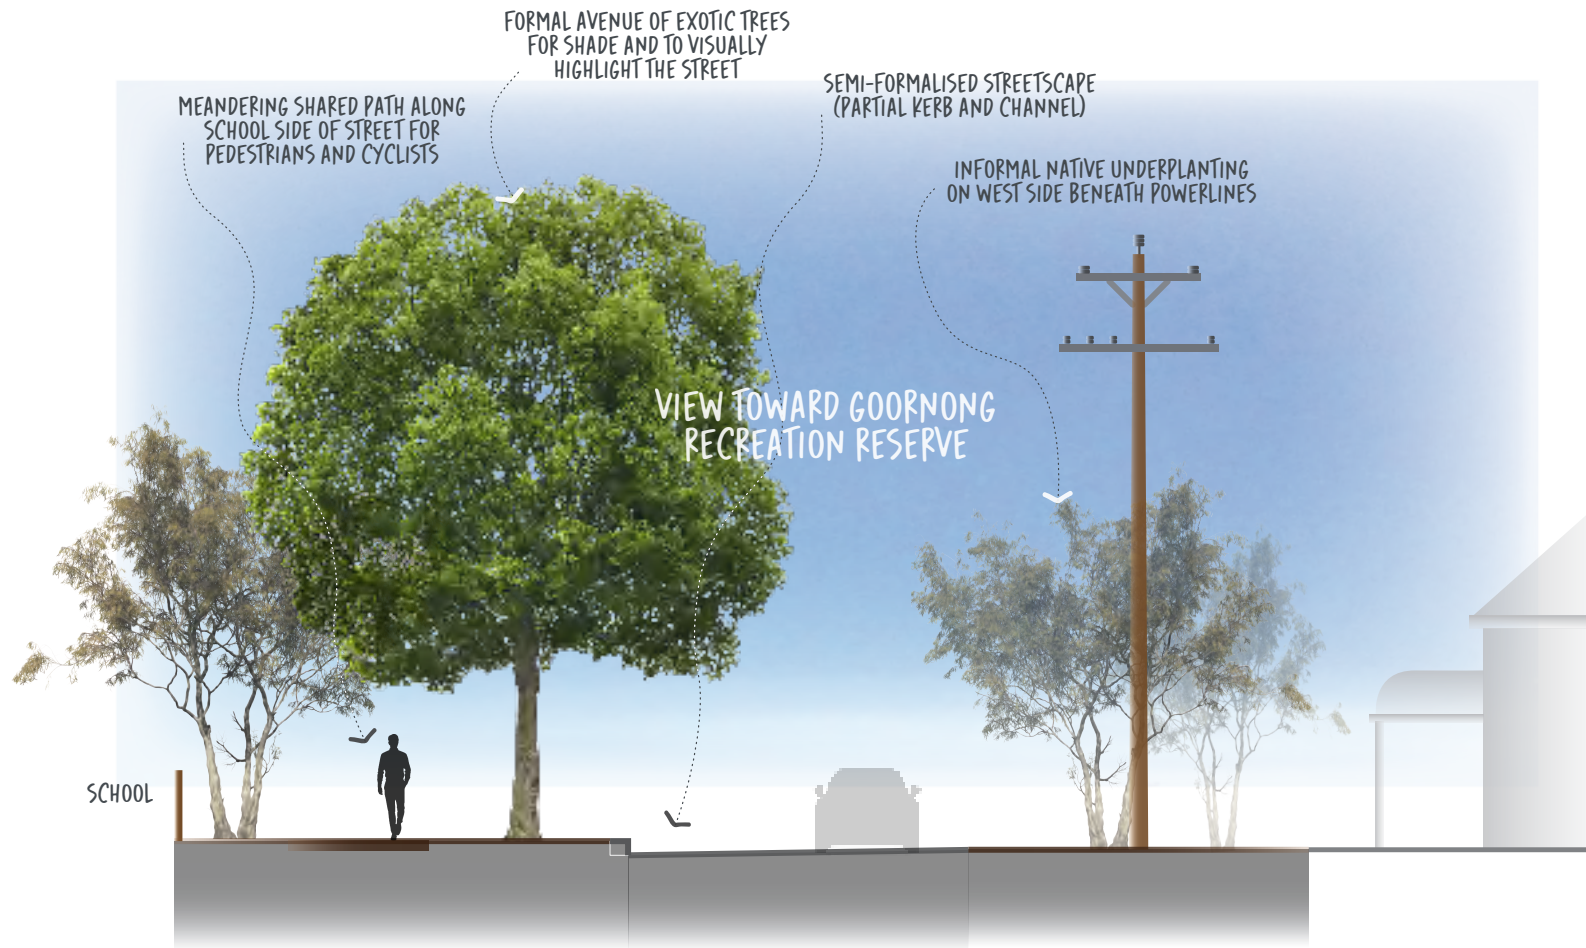 FORMAL AVENUE OF EXOTIC TREES
FOR SHADE AND TO VISUALLY
HIGHLIGHT THE STREET
MEANDERING SHARED PATH ALONG
SCHOOL SIDE OF STREET FOR
PEDESTRIANS AND CYCLISTS
SEMI-FORMALISED STREETSCAPE
(PARTIAL KERB AND CHANNEL)
INFORMAL NATIVE UNDERPLANTING
ON WEST SIDE BENEATH POWERLINES
VIEW TOWARD GOORNONG
RECREATION RESERVE
SCHOOL